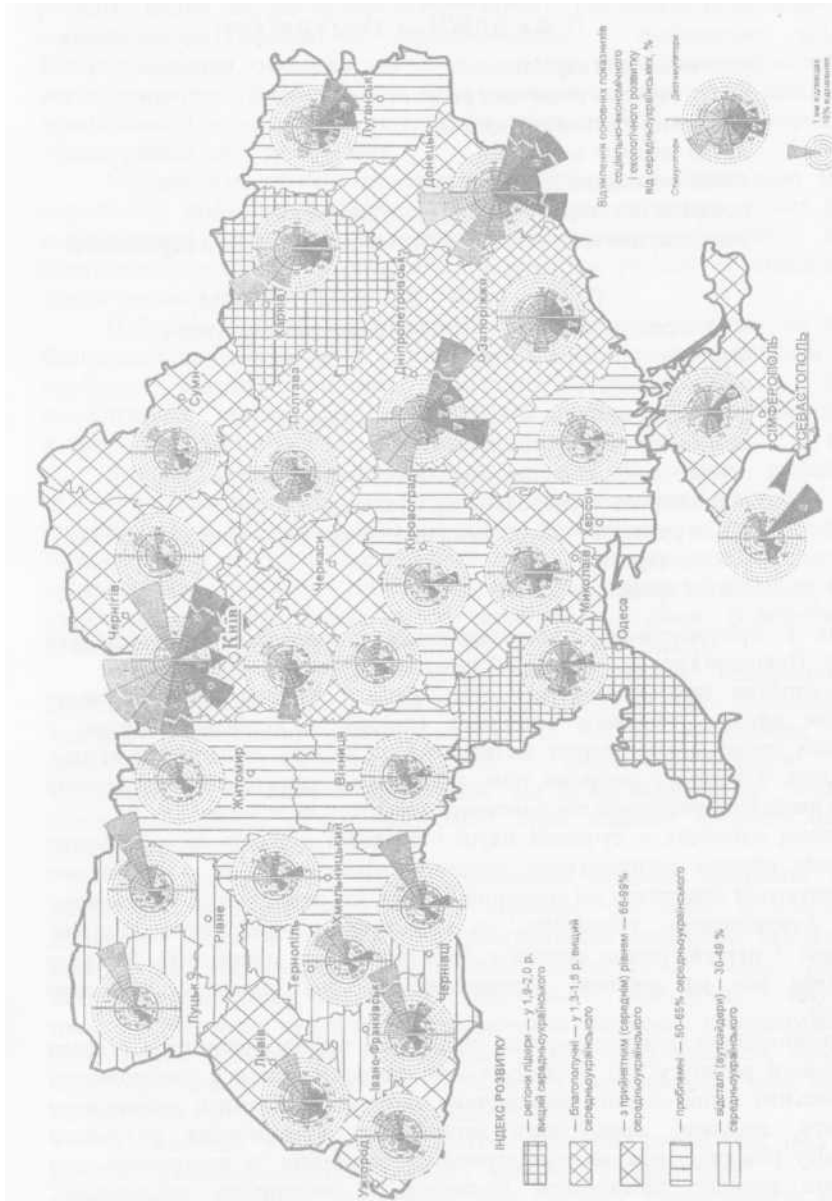 Чернігів
Київ
Суми
Харків
Полтава
Луганськ
Донецьк
Дніпропетровськ
Запоріжжя
Черкаси
Кіровоград
Миколаїв
Херсон
Одеса
СІМФЕРОПОЛЬ
СЕВАСТОПОЛЬ
Житомир
Вінниця
Хмельницький
Рівне
Луцьк
Тернопіль
Львів
Івано-Франківськ
Чернівці
Ужгород
ІНДЕКС РОЗВИТКУ
— регіони лідери — у 1,9-2,0 р.
вищий середньоукраїнського
— благополучні — у 1,3-1,8 р. вищий
середньоукраїнського
— з прийнятним (середнім) рівнем — 66-99%
середньоукраїнського
— проблемні — 50-65% середньоукраїнського
— відсталі (аутсайдери) — 30-49 %
середньоукраїнського
Відхилення основних показників
соціально-економічного
і екологічного розвитку
від середньоукраїнських, %
Стимулятори
Дестимулятори